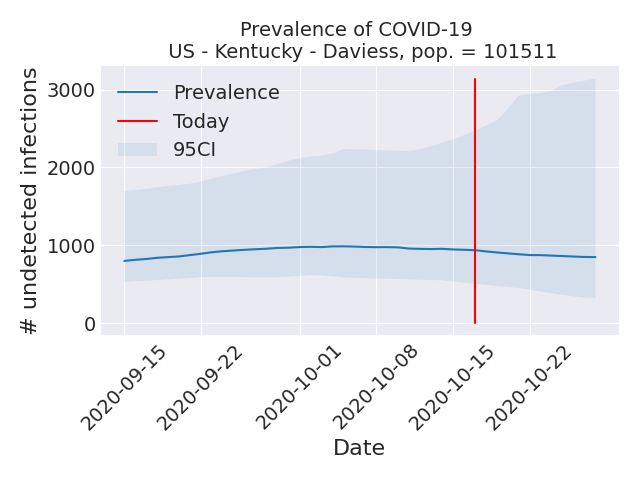 Prevalence of COVID-19
US - Kentucky - Daviess, pop. = 101511
# undetected infections
3000
2000
1000
0
Prevalence
Today
95CI
2020-09-15
2020-09-22
2020-10-01
2020-10-08
2020-10-15
2020-10-22
Date